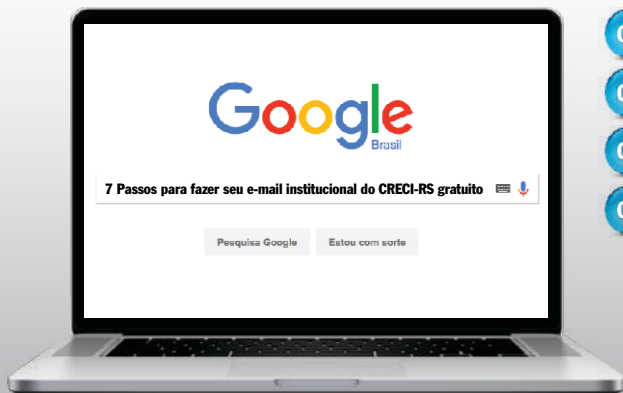 Google
Brasil
7 Passos para fazer seu e-mail institucional do CRECI-RS gratuito
Pesquisa Google
Estou com sorte